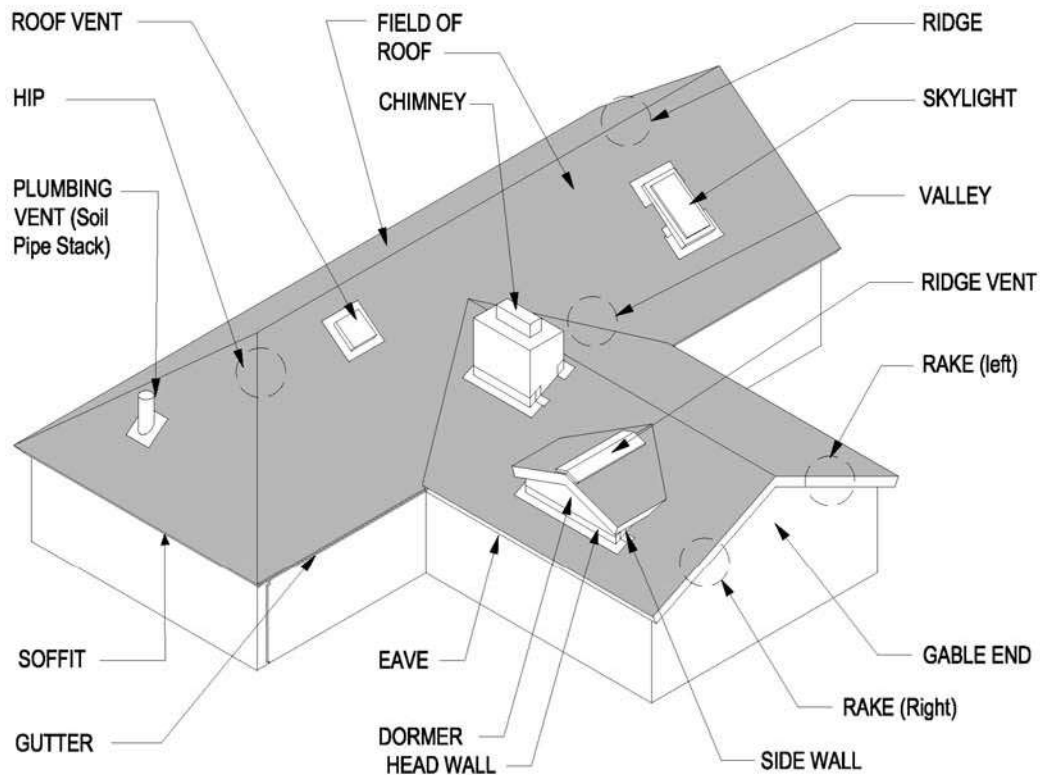 ROOF VENT
FIELD OF
ROOF
RIDGE
HIP
CHIMNEY
SKYLIGHT
PLUMBING
VENT (Soil
Pipe Stack)
VALLEY
RIDGE VENT
RAKE (left)
SOFFIT
EAVE
GABLE END
RAKE (Right)
GUTTER
DORMER
HEAD WALL
SIDE WALL